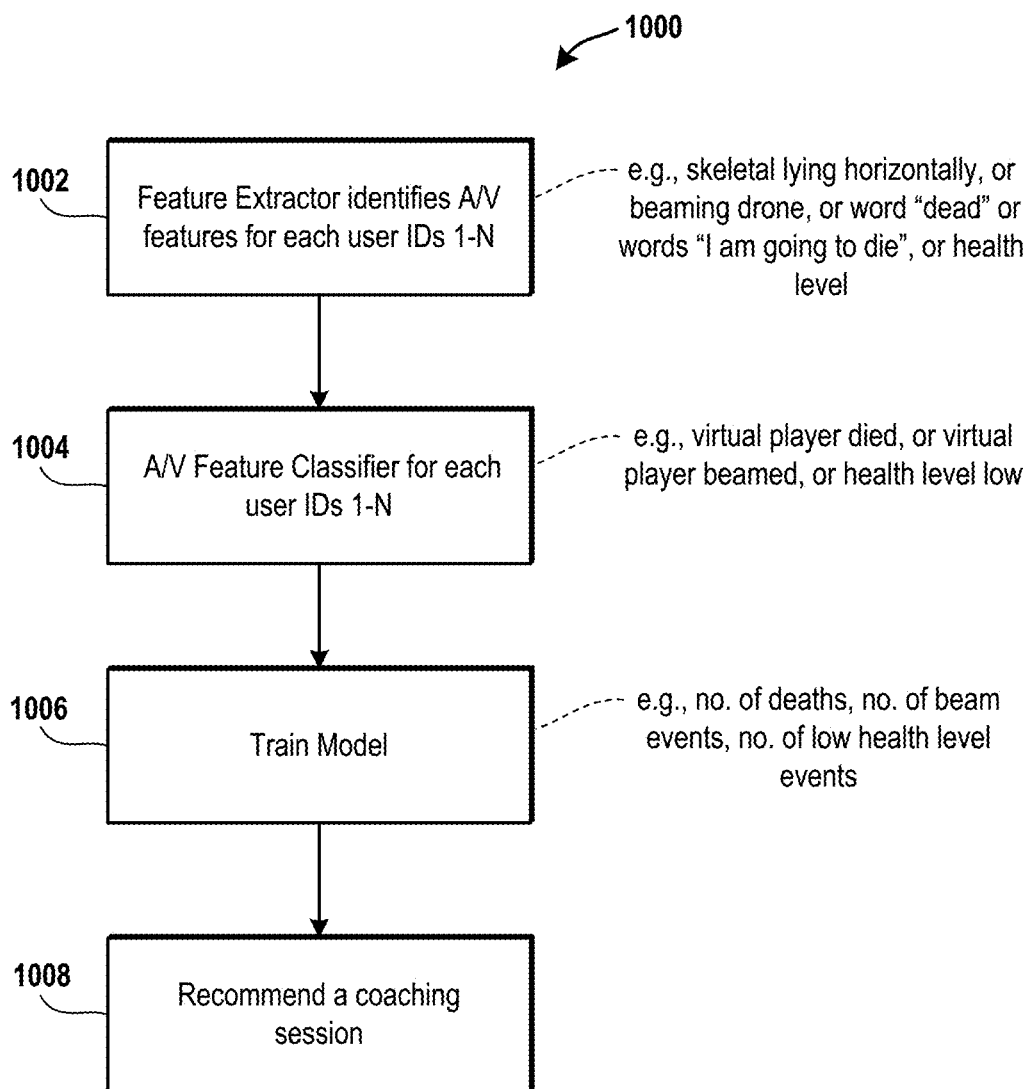 1000
1002
Feature Extractor identifies A/V
features for each user IDs 1-N
e.g., skeletal lying horizontally, or
beaming drone, or word “dead” or
words “I am going to die”, or health
level
1004
A/V Feature Classifier for each
user IDs 1-N
e.g., virtual player died, or virtual
player beamed, or health level low
1006
Train Model
e.g., no. of deaths, no. of beam
events, no. of low health level
events
1008
Recommend a coaching
session